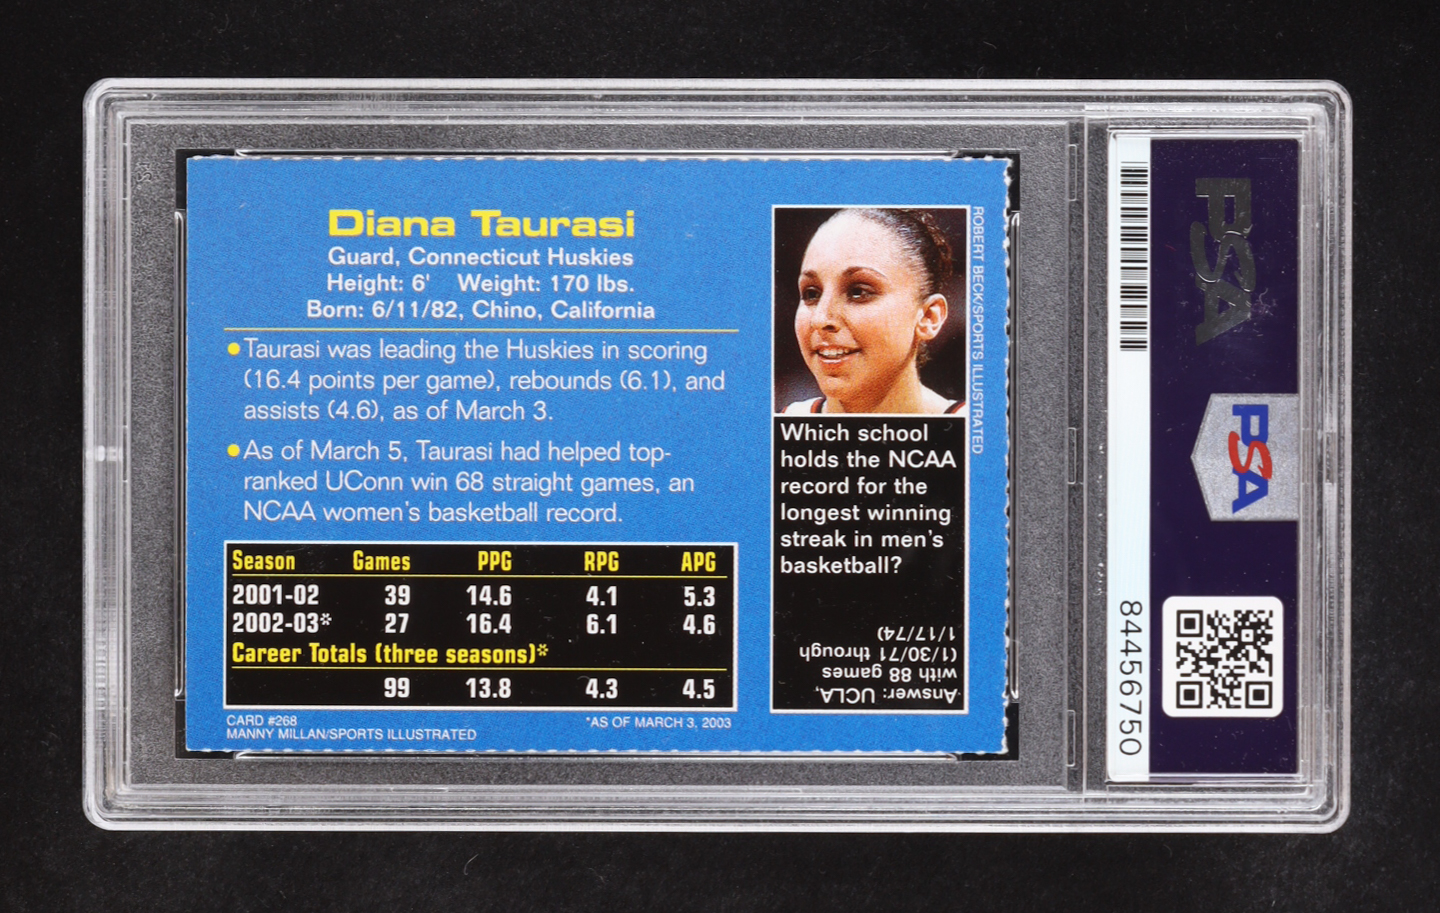 Diana Taurasi
Guard, Connecticut Huskies
Height: 6' Weight: 170 lbs.
Born: 6/11/82, Chino, California
•Taurasi was leading the Huskies in scoring
(16.4 points per game), rebounds (6.1), and
assists (4.6), as of March 3.
•As of March 5, Taurasi had helped top-
ranked UConn win 68 straight games, an
NCAA women's basketball record.
Season Games PPG RPG APG
2001-02 39 14.6 4.1 5.3
2002-03* 27 16.4 6.1 4.6
Career Totals (three seasons)*
99 13.8 4.3 4.5
CARD #268
*AS OF MARCH 3, 2003
MANNY MILLAN/SPORTS ILLUSTRATED
ROBERT BECK/SPORTS ILLUSTRATED
Which school
holds the NCAA
record for the
longest winning
streak in men's
basketball?
Answer: UCLA,
with 88 games
(1/30/71 through
1/17/74)
PSA
PSA
84456750